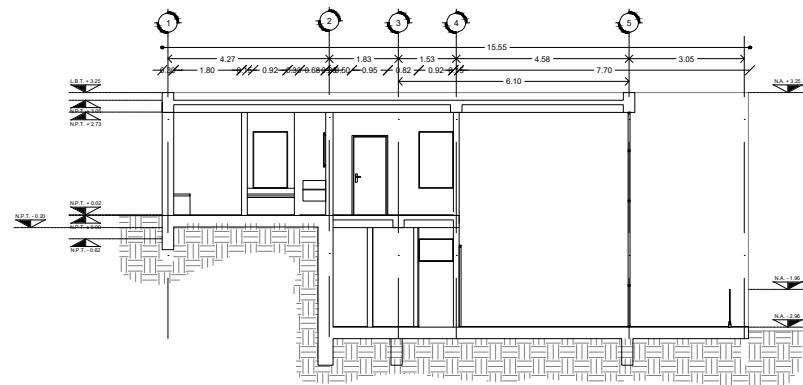 1 2 3 4 5
15.55
4.27 1.83 1.53 4.58 3.05
1.80 0.92 0.95 0.82 0.92 7.70
6.10
L.B.T. + 3.25 N.A. + 3.25
N.P.T. + 2.73
N.P.T. + 0.02
N.P.T. - 0.20
N.P.T. ± 0.00
N.P.T. - 0.62
N.A. - 1.96
N.A. - 2.96